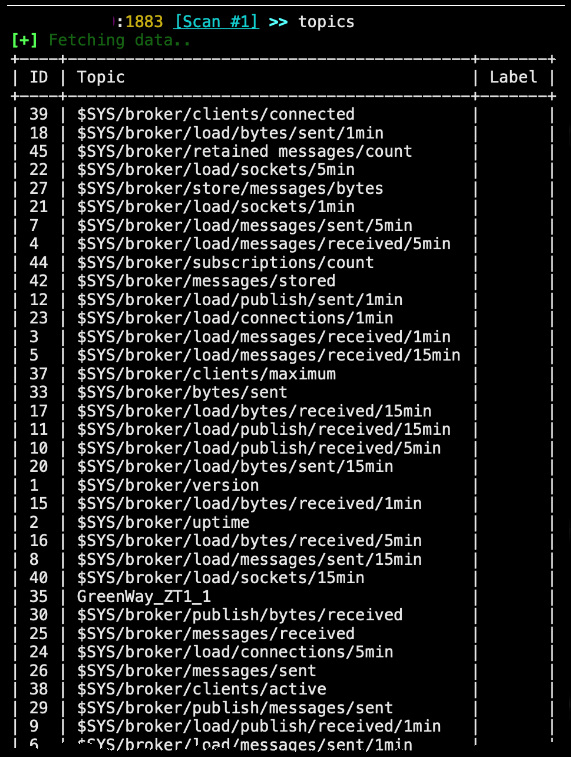 :1883 [Scan #1] >> topics
[+] Fetching data..
| ID | Topic | Label |
| 39 | $SYS/broker/clients/connected | |
| 18 | $SYS/broker/load/bytes/sent/1min | |
| 45 | $SYS/broker/retained messages/count | |
| 22 | $SYS/broker/load/sockets/5min | |
| 27 | $SYS/broker/store/messages/bytes | |
| 21 | $SYS/broker/load/sockets/1min | |
| 7 | $SYS/broker/load/messages/sent/5min | |
| 4 | $SYS/broker/load/messages/received/5min | |
| 44 | $SYS/broker/subscriptions/count | |
| 42 | $SYS/broker/messages/stored | |
| 12 | $SYS/broker/load/publish/sent/1min | |
| 23 | $SYS/broker/load/connections/1min | |
| 3 | $SYS/broker/load/messages/received/1min | |
| 5 | $SYS/broker/load/messages/received/15min | |
| 37 | $SYS/broker/clients/maximum | |
| 33 | $SYS/broker/bytes/sent | |
| 17 | $SYS/broker/load/bytes/received/15min | |
| 11 | $SYS/broker/load/publish/received/15min | |
| 10 | $SYS/broker/load/publish/received/5min | |
| 20 | $SYS/broker/load/bytes/sent/15min | |
| 1 | $SYS/broker/version | |
| 15 | $SYS/broker/load/bytes/received/1min | |
| 2 | $SYS/broker/uptime | |
| 16 | $SYS/broker/load/bytes/received/5min | |
| 8 | $SYS/broker/load/messages/sent/15min | |
| 40 | $SYS/broker/load/sockets/15min | |
| 35 | GreenWay_ZT1_1 | |
| 30 | $SYS/broker/publish/bytes/received | |
| 25 | $SYS/broker/messages/received | |
| 24 | $SYS/broker/load/connections/5min | |
| 26 | $SYS/broker/messages/sent | |
| 38 | $SYS/broker/clients/active | |
| 29 | $SYS/broker/publish/messages/sent | |
| 9 | $SYS/broker/load/publish/received/1min | |
| 6 | $SYS/broker/load/messages/sent/1min | |